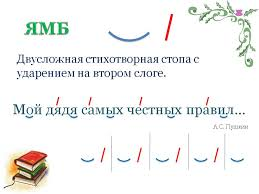 ЯМБ
Двусложная стихотворная стопа с
ударением на втором слоге.
Мой дядя самых честных правил...
А.С. Пушкин